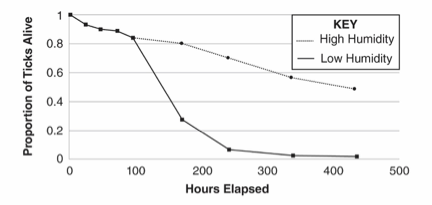 Proportion of Ticks Alive
1
0.8
0.6
0.4
0.2
0
KEY
High Humidity
Low Humidity
0 100 200 300 400 500
Hours Elapsed